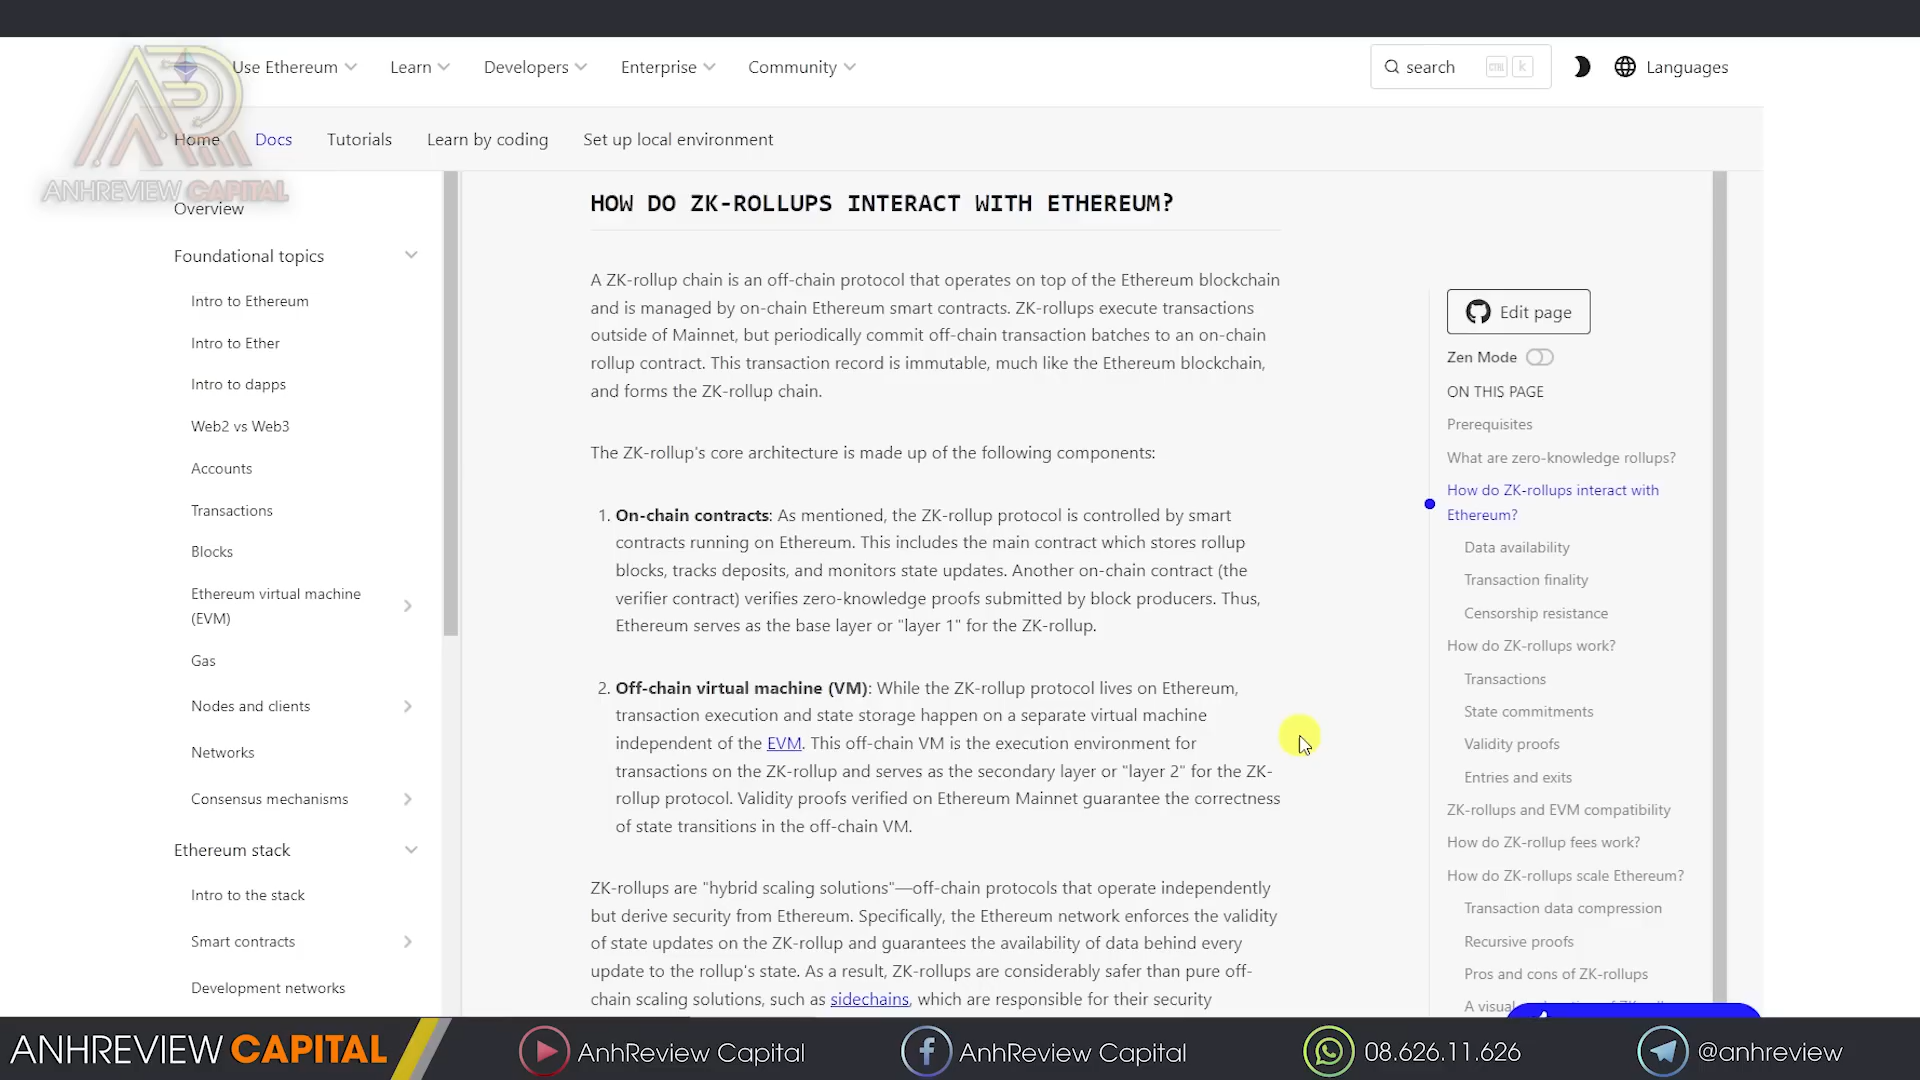 Use Ethereum
Learn
Developers
Enterprise
Community
search
Ctrl
k
Languages
Home
Docs
Tutorials
Learn by coding
Set up local environment
ANHREVIEW CAPITAL
Overview
Foundational topics
Intro to Ethereum
Intro to Ether
Intro to dapps
Web2 vs Web3
Accounts
Transactions
Blocks
Ethereum virtual machine
(EVM)
Gas
Nodes and clients
Networks
Consensus mechanisms
Ethereum stack
Intro to the stack
Smart contracts
Development networks
HOW DO ZK-ROLLUPS INTERACT WITH ETHEREUM?
A ZK-rollup chain is an off-chain protocol that operates on top of the Ethereum blockchain
and is managed by on-chain Ethereum smart contracts. ZK-rollups execute transactions
outside of Mainnet, but periodically commit off-chain transaction batches to an on-chain
rollup contract. This transaction record is immutable, much like the Ethereum blockchain,
and forms the ZK-rollup chain.
The ZK-rollup's core architecture is made up of the following components:
1. On-chain contracts: As mentioned, the ZK-rollup protocol is controlled by smart
contracts running on Ethereum. This includes the main contract which stores rollup
blocks, tracks deposits, and monitors state updates. Another on-chain contract (the
verifier contract) verifies zero-knowledge proofs submitted by block producers. Thus,
Ethereum serves as the base layer or "layer 1" for the ZK-rollup.
2. Off-chain virtual machine (VM): While the ZK-rollup protocol lives on Ethereum,
transaction execution and state storage happen on a separate virtual machine
independent of the EVM. This off-chain VM is the execution environment for
transactions on the ZK-rollup and serves as the secondary layer or "layer 2" for the ZK-
rollup protocol. Validity proofs verified on Ethereum Mainnet guarantee the correctness
of state transitions in the off-chain VM.
ZK-rollups are "hybrid scaling solutions"—off-chain protocols that operate independently
but derive security from Ethereum. Specifically, the Ethereum network enforces the validity
of state updates on the ZK-rollup and guarantees the availability of data behind every
update to the rollup's state. As a result, ZK-rollups are considerably safer than pure off-
chain scaling solutions, such as sidechains, which are responsible for their security
Edit page
Zen Mode
ON THIS PAGE
Prerequisites
What are zero-knowledge rollups?
How do ZK-rollups interact with
Ethereum?
Data availability
Transaction finality
Censorship resistance
How do ZK-rollups work?
Transactions
State commitments
Validity proofs
Entries and exits
ZK-rollups and EVM compatibility
How do ZK-rollup fees work?
How do ZK-rollups scale Ethereum?
Transaction data compression
Recursive proofs
Pros and cons of ZK-rollups
A visual
ANHREVIEW CAPITAL
AnhReview Capital
AnhReview Capital
08.626.11.626
@anhreview